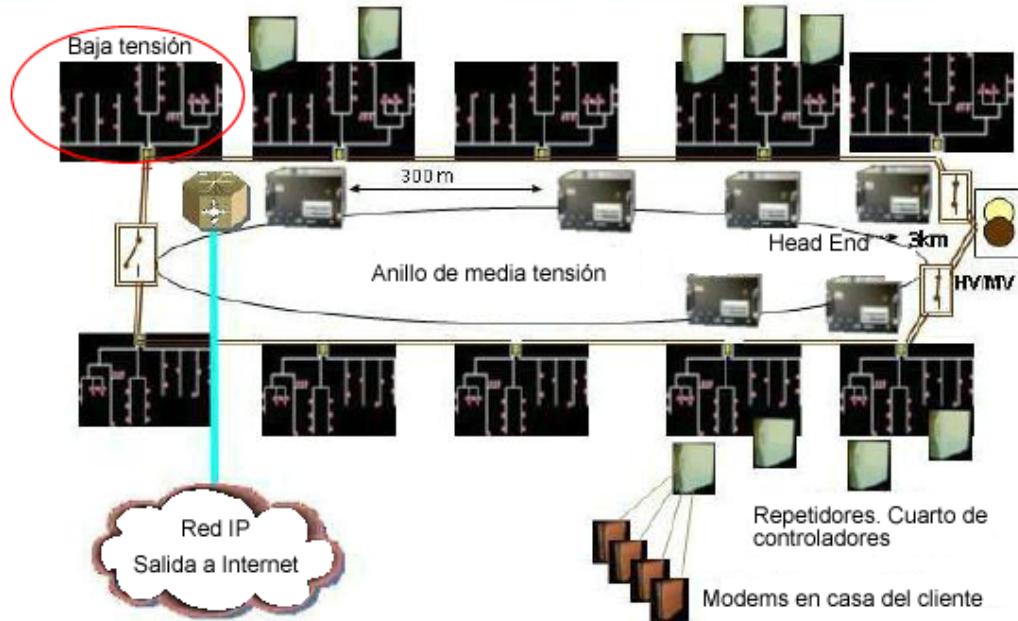 Baja tensión
300 m
Head End
3km
Anillo de media tensión
HV/MV
Red IP
Salida a Internet
Repetidores. Cuarto de
controladores
Modems en casa del cliente